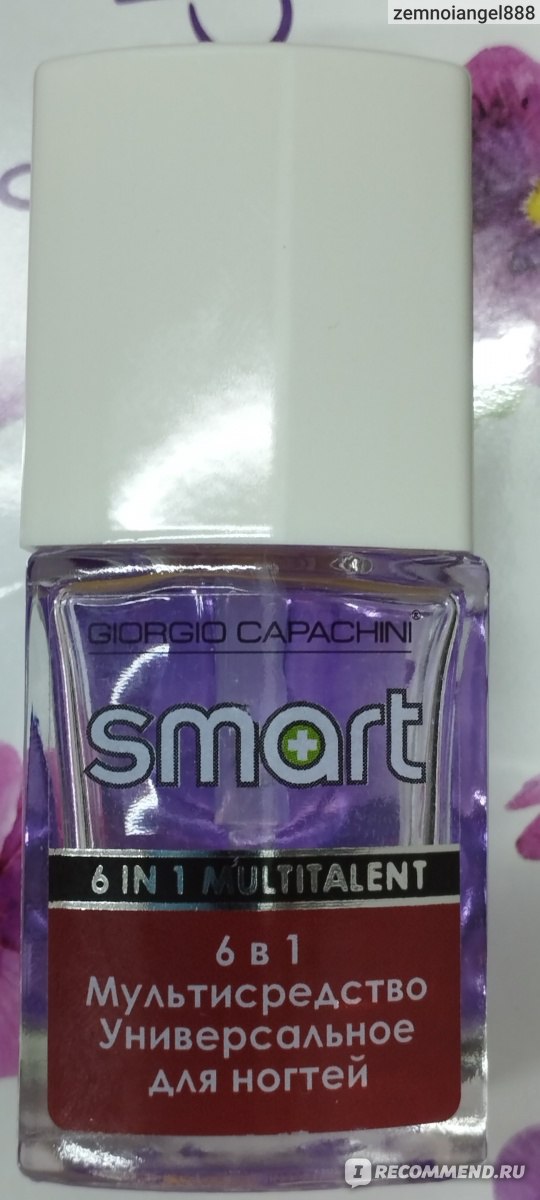 zemnoiangel888
GIORGIO CAPACHINI®
smart
6 IN 1 MULTITALENT
6 в 1
Мультисредство
Универсальное
для ногтей
IRECOMMEND.RU